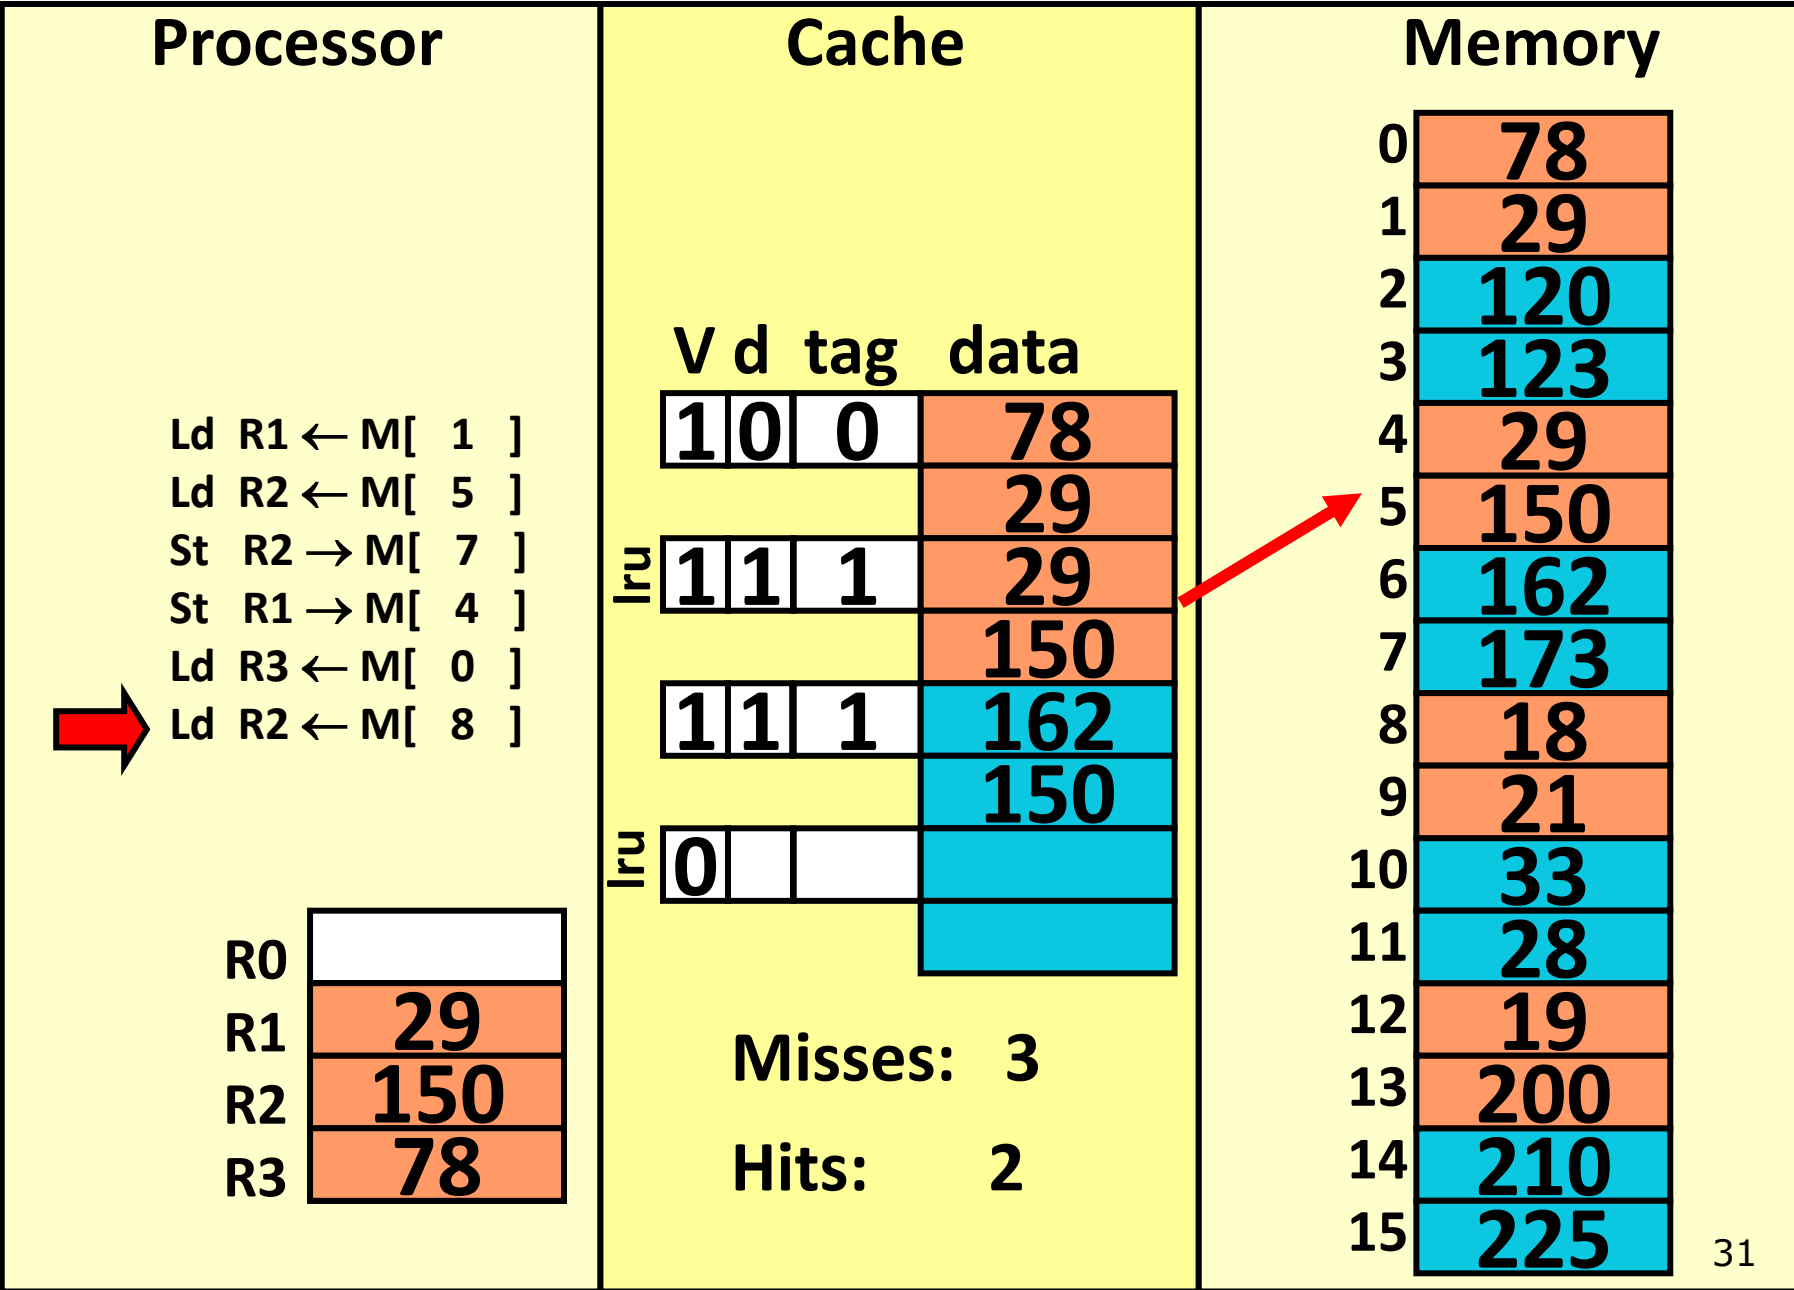 Processor
Ld R1 ← M[ 1 ]
Ld R2 ← M[ 5 ]
St R2 → M[ 7 ]
St R1 → M[ 4 ]
Ld R3 ← M[ 0 ]
Ld R2 ← M[ 8 ]
R0
R1 29
R2 150
R3 78
Cache
V d tag data
1 0 0 78
29
lru 1 1 1 29
150
1 1 1 162
150
lru 0
Misses: 3
Hits: 2
Memory
0 78
1 29
2 120
3 123
4 29
5 150
6 162
7 173
8 18
9 21
10 33
11 28
12 19
13 200
14 210
15 225
31